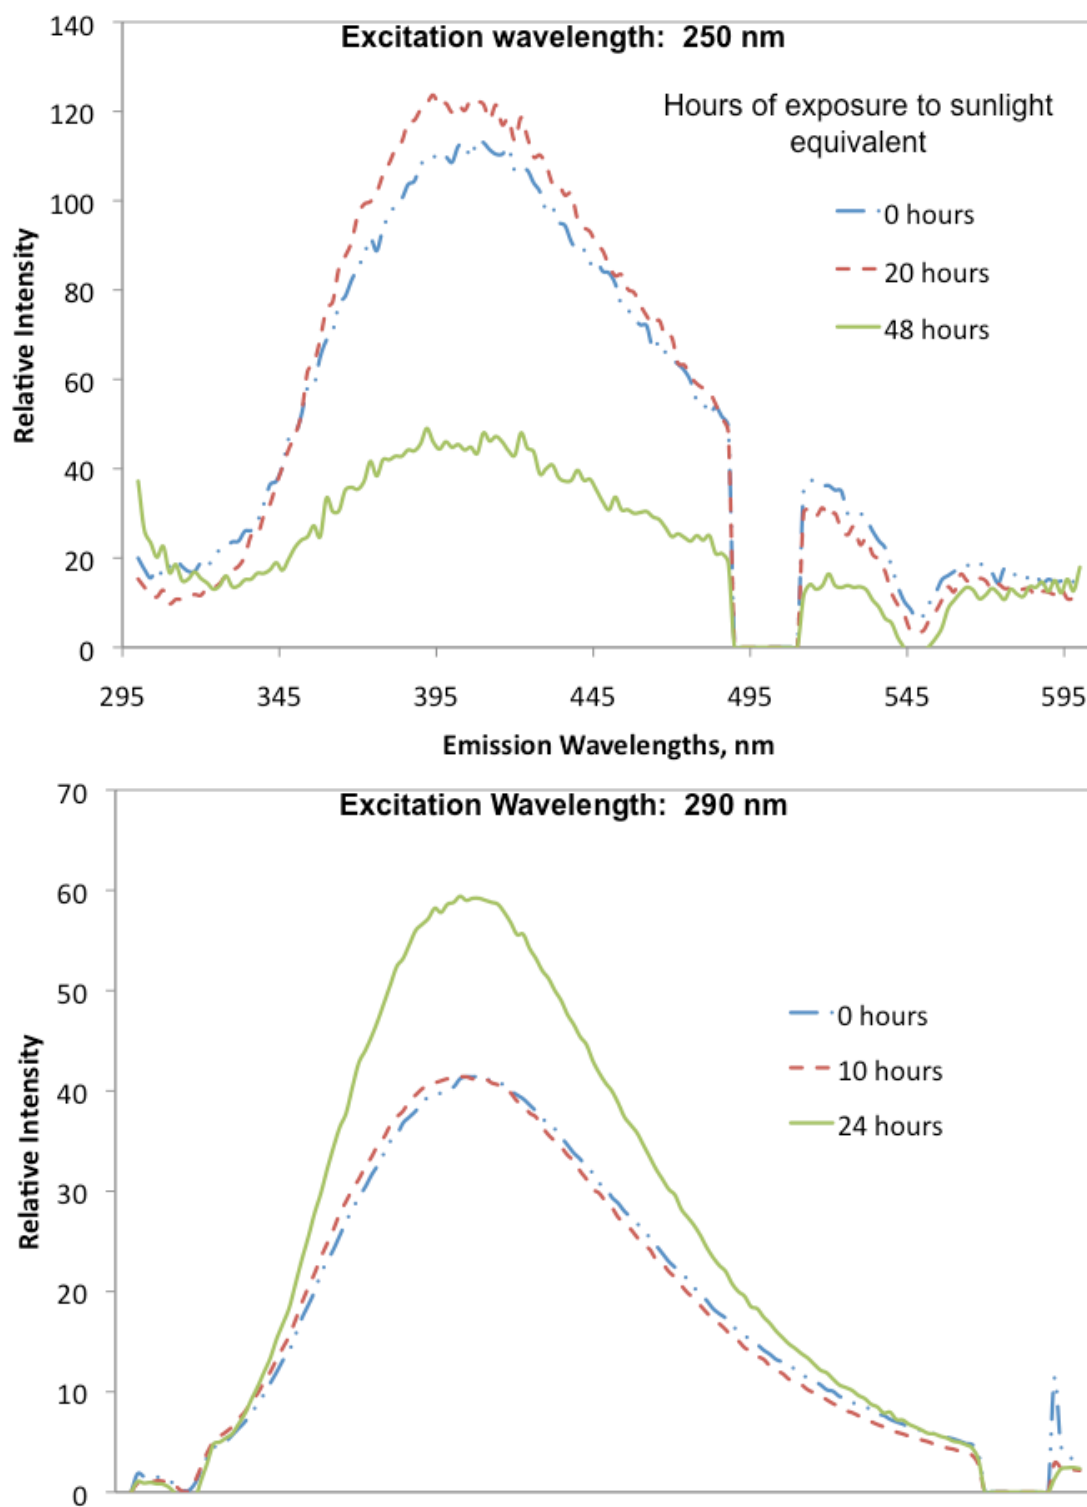 Excitation wavelength: 250 nm
Hours of exposure to sunlight
equivalent
0 hours
20 hours
48 hours
Relative Intensity
140
120
100
80
60
40
20
0
295 345 395 445 495 545 595
Emission Wavelengths, nm
Excitation Wavelength: 290 nm
0 hours
10 hours
24 hours
Relative Intensity
70
60
50
40
30
20
10
0